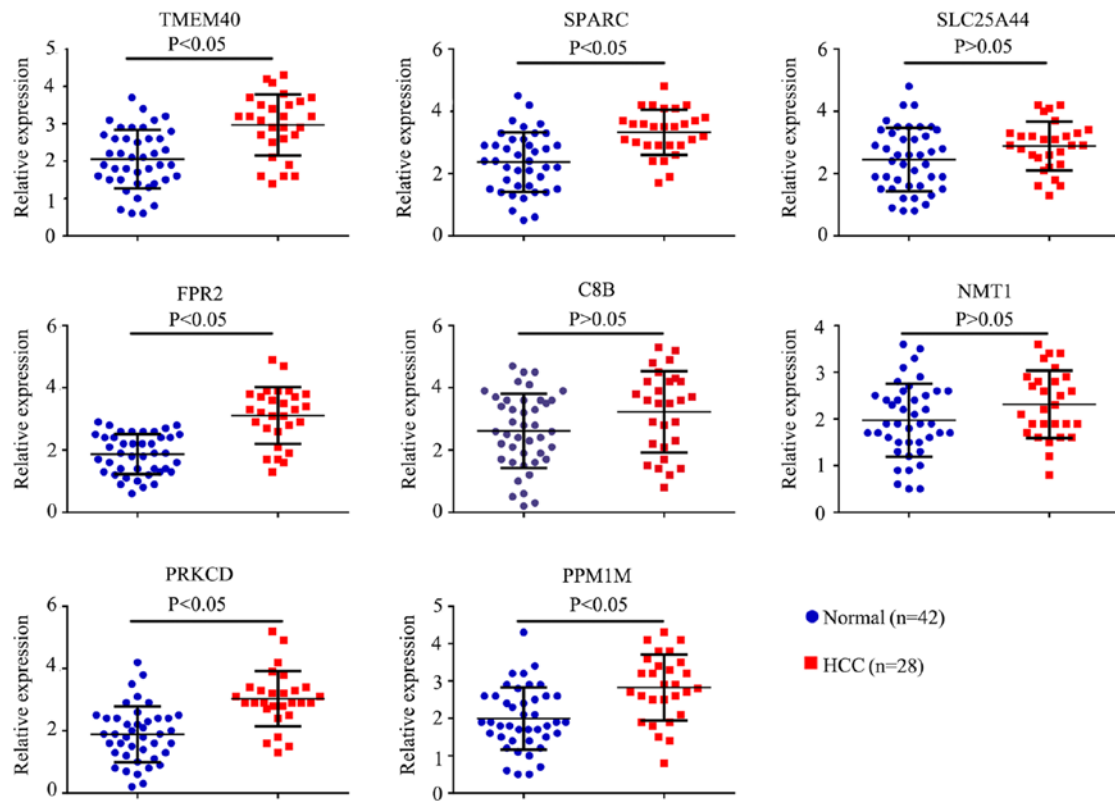 TMEM40
P<0.05
Relative expression
5
4
3
2
1
0
SPARC
P<0.05
Relative expression
6
4
2
0
SLC25A44
P>0.05
Relative expression
6
4
2
0
FPR2
P<0.05
Relative expression
6
4
2
0
C8B
P>0.05
Relative expression
6
4
2
0
NMT1
P>0.05
Relative expression
4
3
2
1
0
PRKCD
P<0.05
Relative expression
6
4
2
0
PPM1M
P<0.05
Relative expression
5
4
3
2
1
0
Normal (n=42)
HCC (n=28)